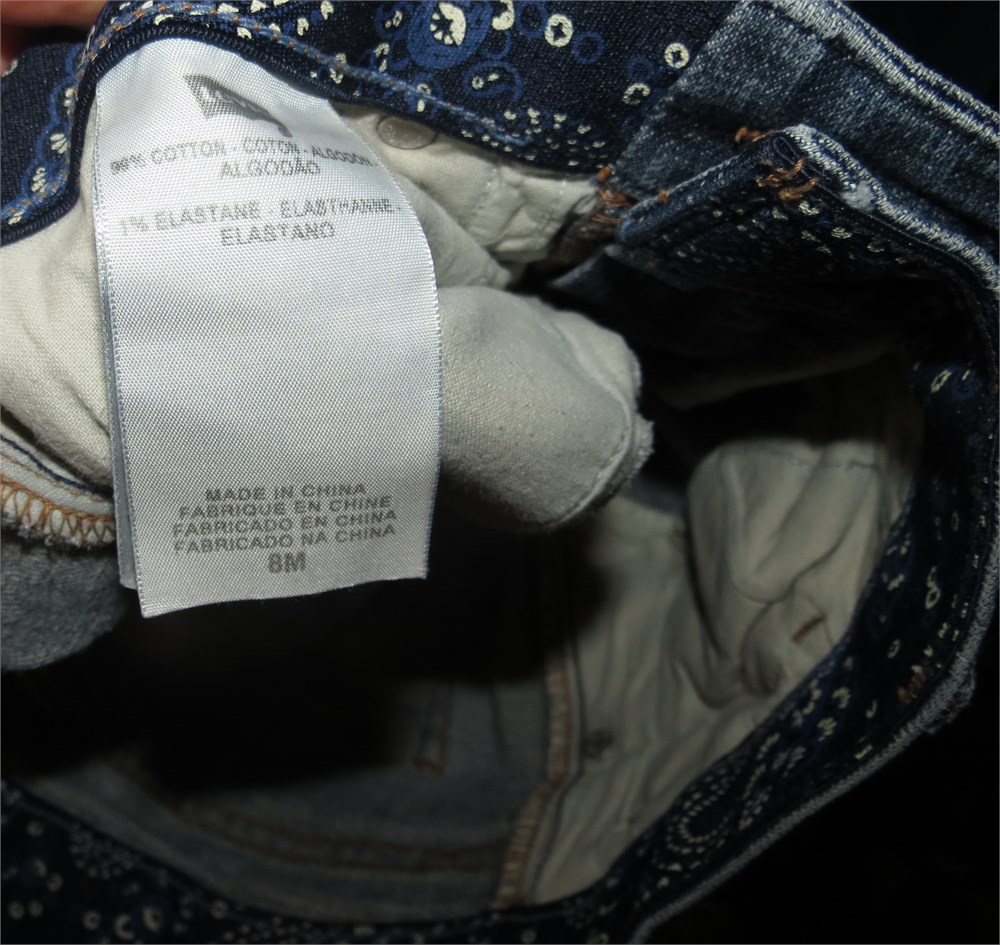 99% COTTON - COTON - ALGODON -
ALGODÃO
1% ELASTANE - ELASTHANNE -
ELASTANO
MADE IN CHINA
FABRIQUE EN CHINE
FABRICADO EN CHINA
FABRICADO NA CHINA
8M